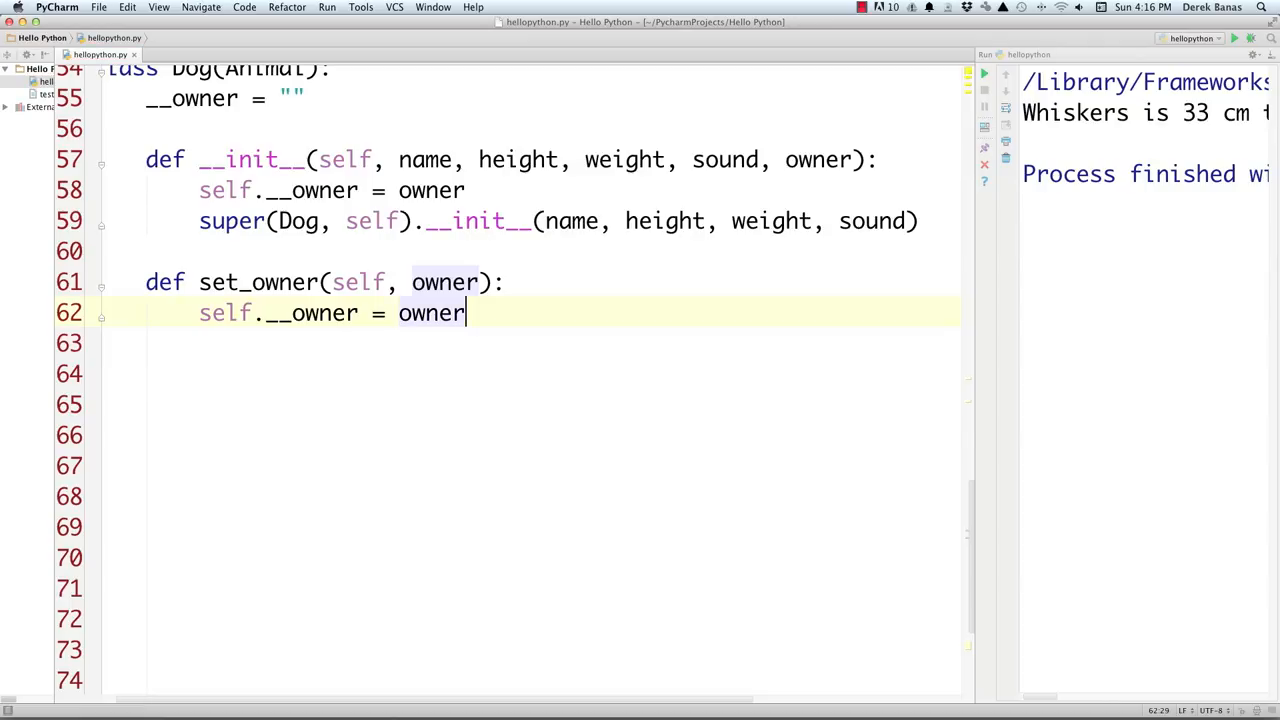 PyCharm File Edit View Navigate Code Refactor Run Tools VCS Window Help 10 Sun 4:16 PM Derek Banas
hellopython.py - Hello Python - [~/PycharmProjects/Hello Python]
Hello Python hellopython.py hellopython
hellopython.py Run hellopython
Hello P
hell
test
Externa
54 lass Dog(Animal):
55 __owner = ""
56
57 def __init__(self, name, height, weight, sound, owner):
58 self.__owner = owner
59 super(Dog, self).__init__(name, height, weight, sound)
60
61 def set_owner(self, owner):
62 self.__owner = owner
63
64
65
66
67
68
69
70
71
72
73
74
/Library/Frameworks
Whiskers is 33 cm t
Process finished wi
62:29 LF UTF-8